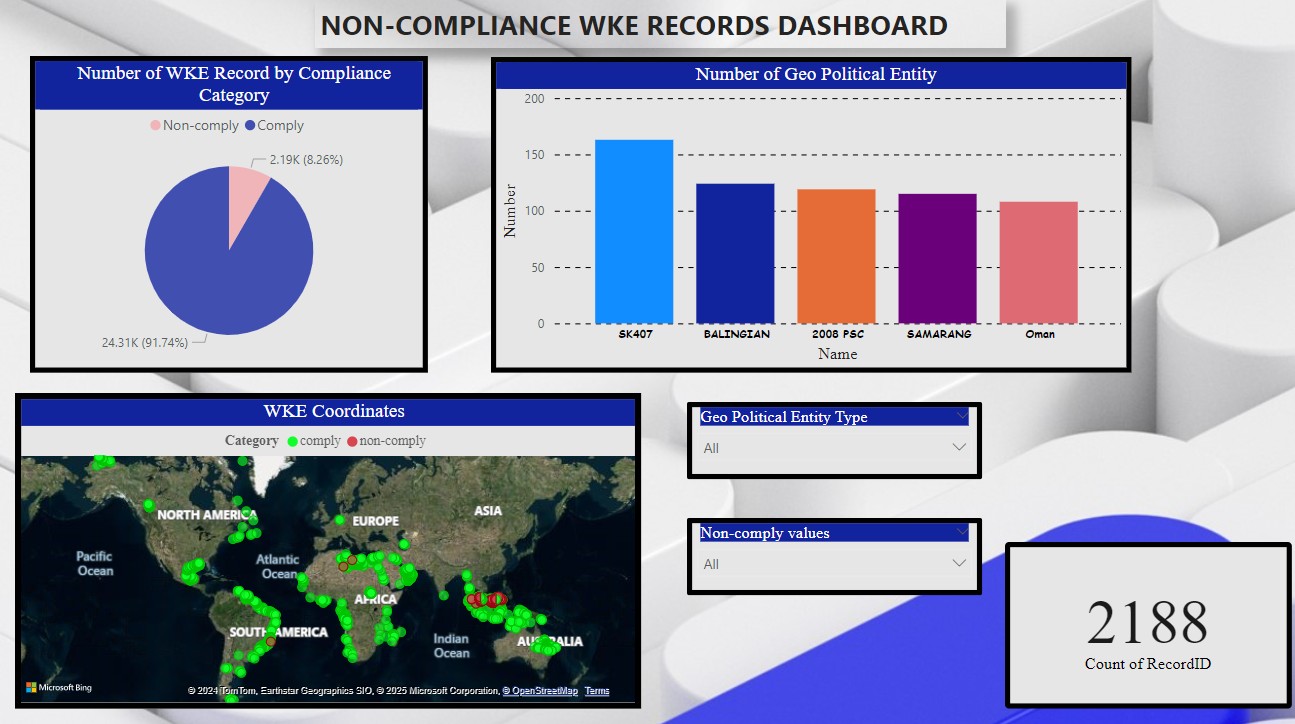 NON-COMPLIANCE WKE RECORDS DASHBOARD
Number of WKE Record by Compliance
Category
Non-comply Comply
2.19K (8.26%)
24.31K (91.74%)
Number of Geo Political Entity
200
150
100
50
0
Number
SK407 BALINGIAN 2008 PSC SAMARANG Oman
Name
WKE Coordinates
Category comply non-comply
NORTH AMERICA
EUROPE
ASIA
Pacific
Ocean
Atlantic
Ocean
AFRICA
SOUTH AMERICA
Indian
Ocean
AUSTRALIA
Microsoft Bing
© 2024 TomTom, Earthstar Geographics SIO, © 2025 Microsoft Corporation, © OpenStreetMap Terms
Geo Political Entity Type
All
Non-comply values
All
2188
Count of RecordID